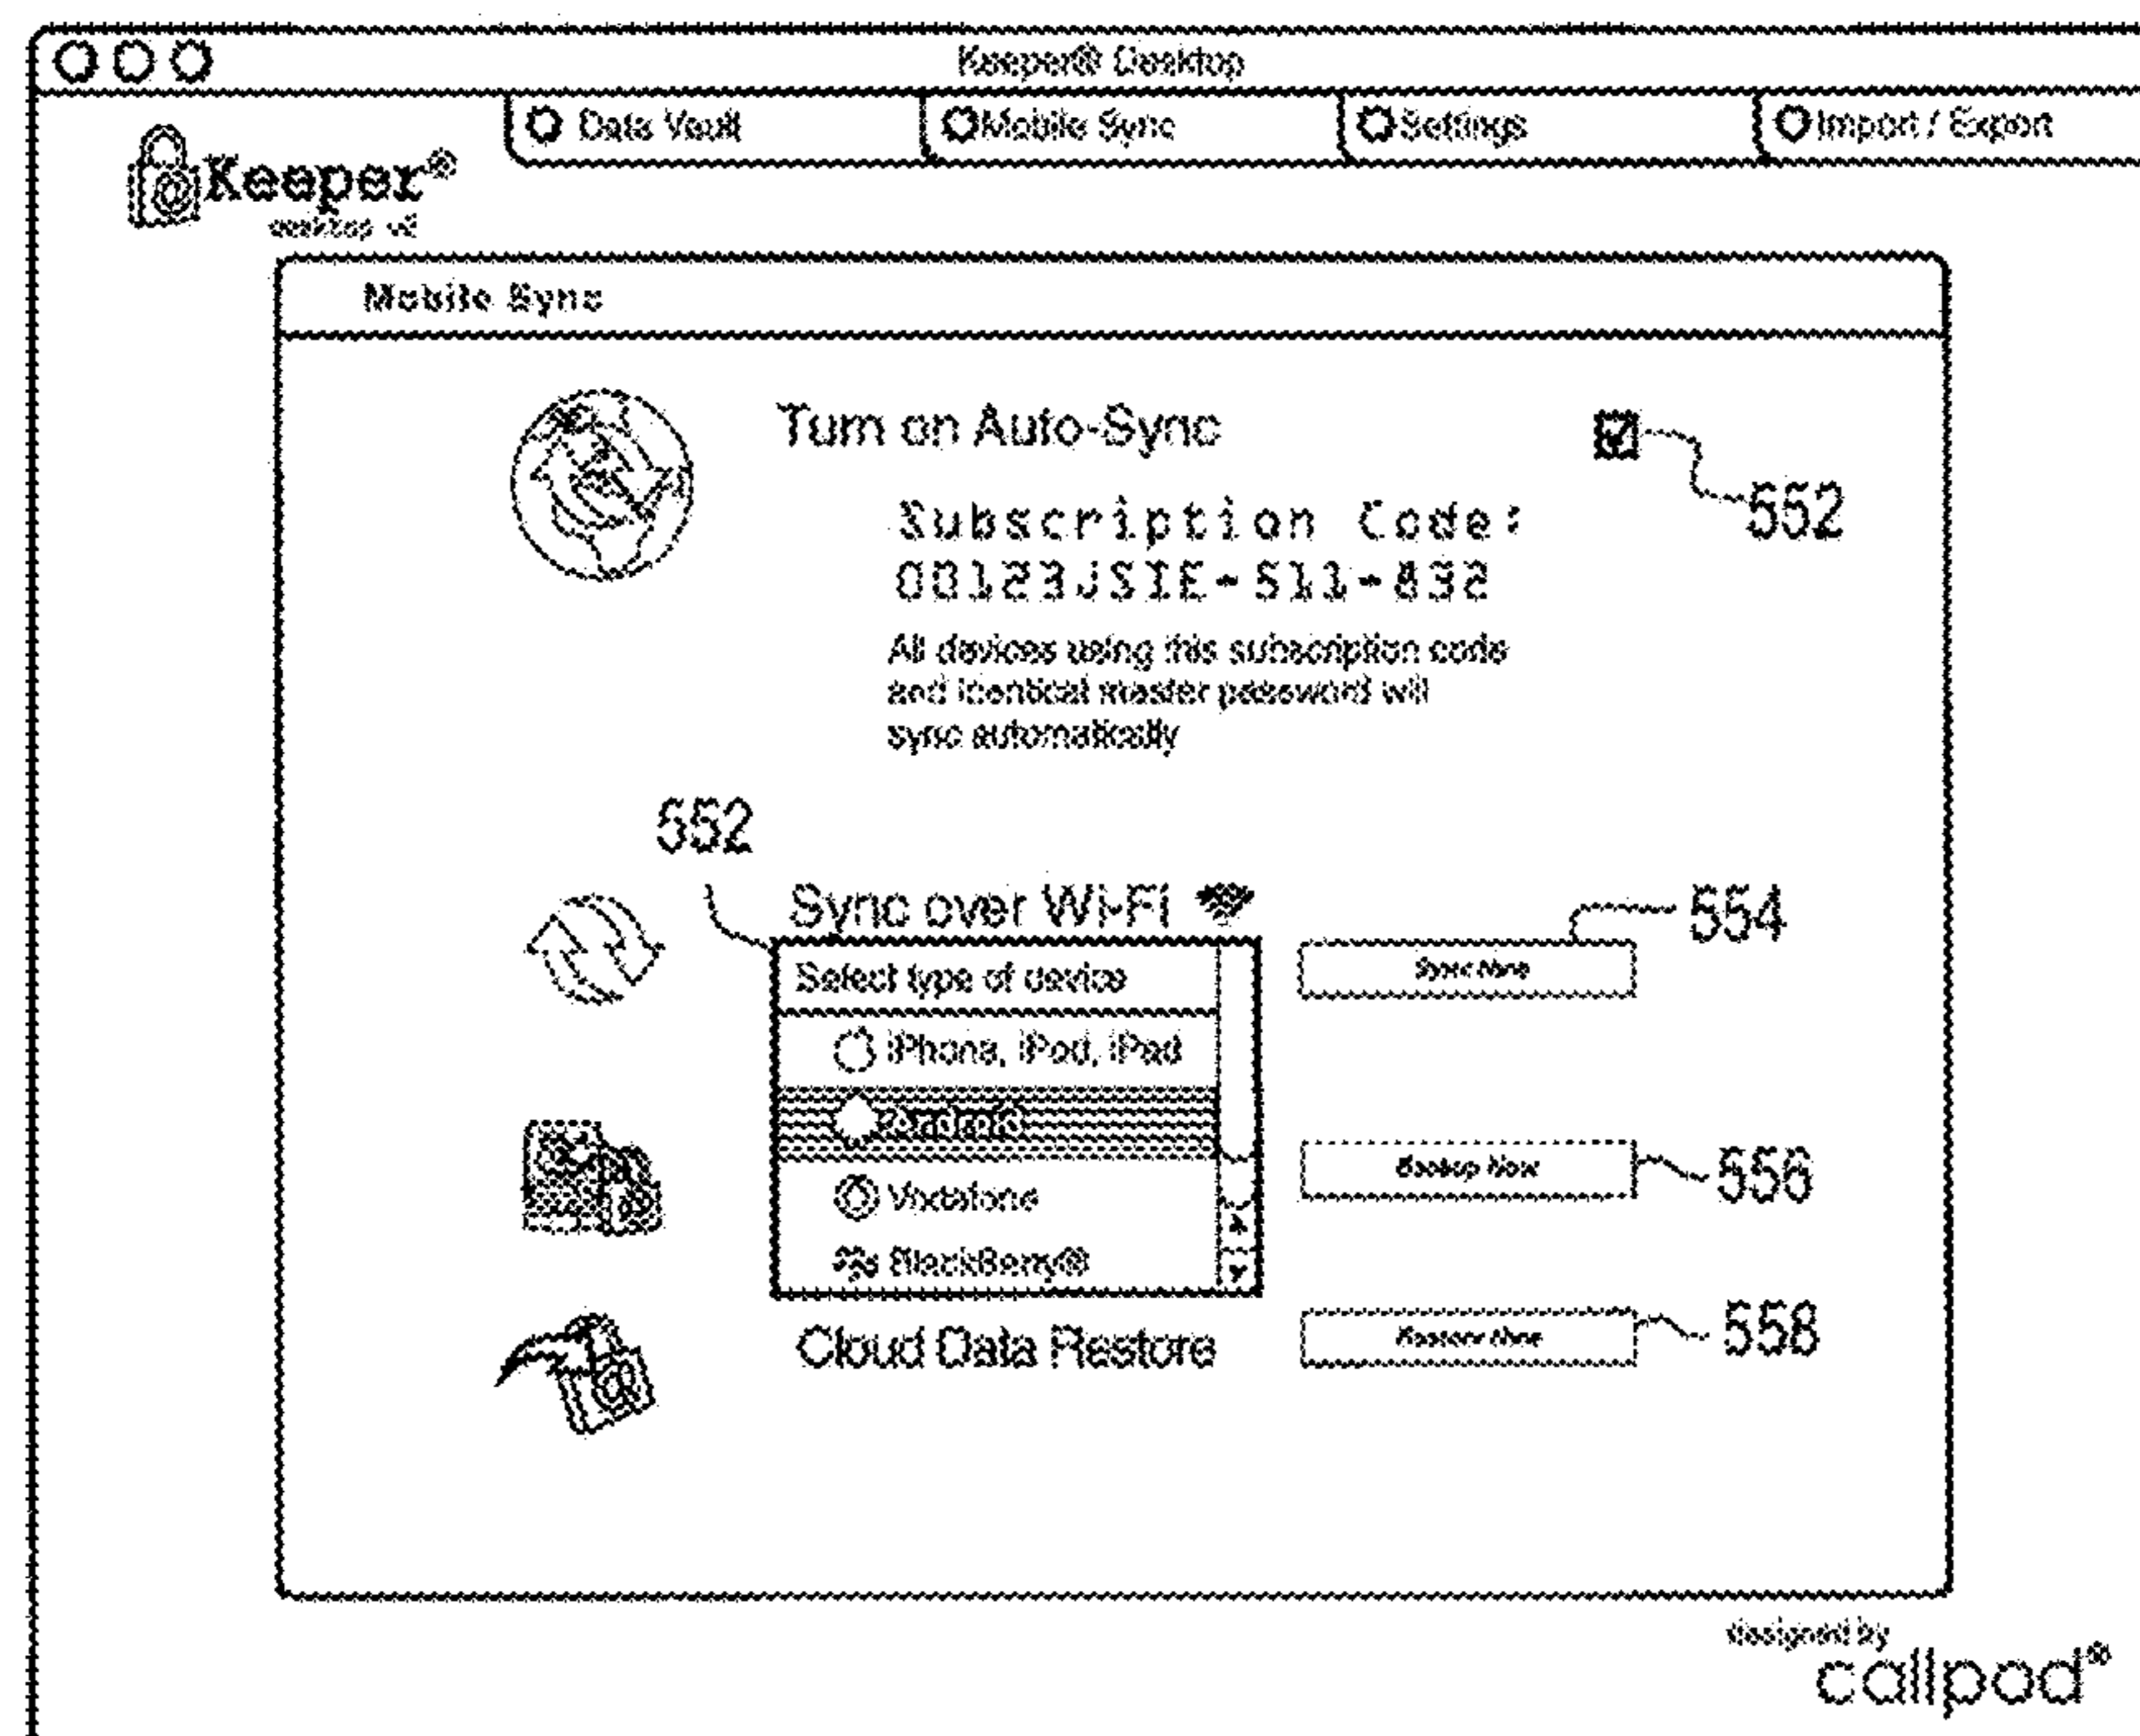 Keeper® Desktop
Data Vault
Mobile Sync
Settings
Import / Export
Keeper®
desktop
Mobile Sync
Turn on Auto-Sync
552
Subscription Code:
All devices using this subscription code
and identical master password will
sync automatically
552
Sync over Wi-Fi
554
Select type of device
Sync Now
iPhone, iPod, iPad
Android
Backup Now
556
Vodafone
BlackBerry®
Cloud Data Restore
Restore Now
558
designed by
callpod®